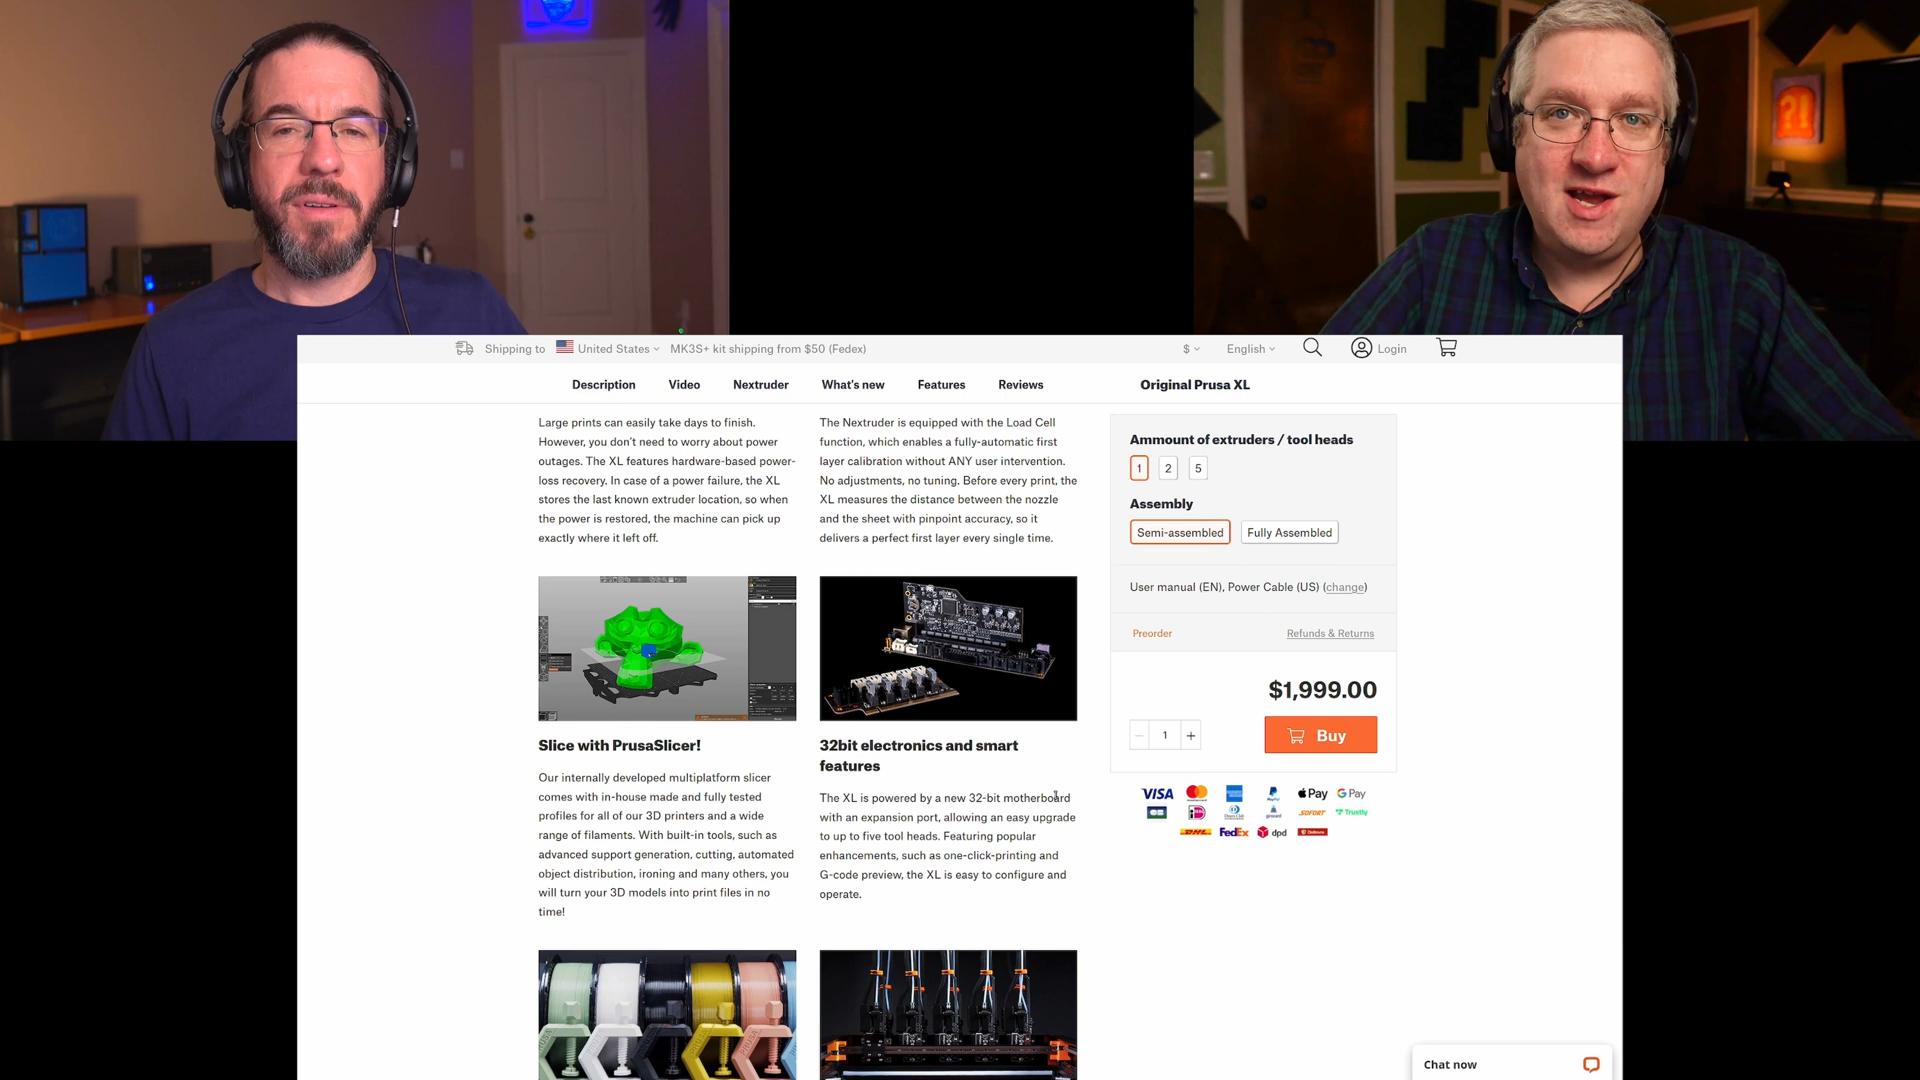 Shipping to United States MK3S+ kit shipping from $50 (Fedex) $ English Login
Description Video Nextruder What's new Features Reviews Original Prusa XL
Large prints can easily take days to finish.
However, you don't need to worry about power
outages. The XL features hardware-based power-
loss recovery. In case of a power failure, the XL
stores the last known extruder location, so when
the power is restored, the machine can pick up
exactly where it left off.
The Nextruder is equipped with the Load Cell
function, which enables a fully-automatic first
layer calibration without ANY user intervention.
No adjustments, no tuning. Before every print, the
XL measures the distance between the nozzle
and the sheet with pinpoint accuracy, so it
delivers a perfect first layer every single time.
Slice with PrusaSlicer!
Our internally developed multiplatform slicer
comes with in-house made and fully tested
profiles for all of our 3D printers and a wide
range of filaments. With built-in tools, such as
advanced support generation, cutting, automated
object distribution, ironing and many others, you
will turn your 3D models into print files in no
time!
32bit electronics and smart
features
The XL is powered by a new 32-bit motherboard
with an expansion port, allowing an easy upgrade
to up to five tool heads. Featuring popular
enhancements, such as one-click-printing and
G-code preview, the XL is easy to configure and
operate.
Ammount of extruders / tool heads
1 2 5
Assembly
Semi-assembled Fully Assembled
User manual (EN), Power Cable (US) (change)
Preorder Refunds & Returns
$1,999.00
1 + Buy
VISA Pay G Pay
SOFORT Trustly
DHL FedEx dpd
Chat now